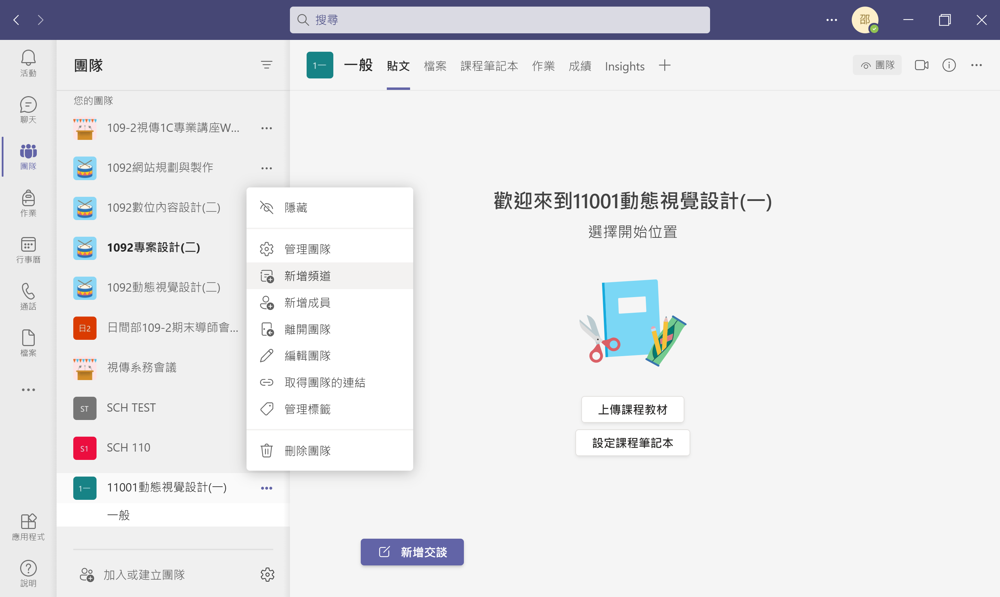 搜尋
邵
活動
聊天
團隊
作業
行事曆
通話
檔案
應用程式
說明
團隊
您的團隊
109-2視傳1C專業講座W...
1092網站規劃與製作
1092數位內容設計(二)
1092專案設計(二)
1092動態視覺設計(二)
日2
日間部109-2期末導師會...
視傳系務會議
ST
SCH TEST
S1
SCH 110
1一
11001動態視覺設計(一)
一般
加入或建立團隊
隱藏
管理團隊
新增頻道
新增成員
離開團隊
編輯團隊
取得團隊的連結
管理標籤
刪除團隊
1一
一般
貼文
檔案
課程筆記本
作業
成績
Insights
團隊
歡迎來到11001動態視覺設計(一)
選擇開始位置
上傳課程教材
設定課程筆記本
新增交談